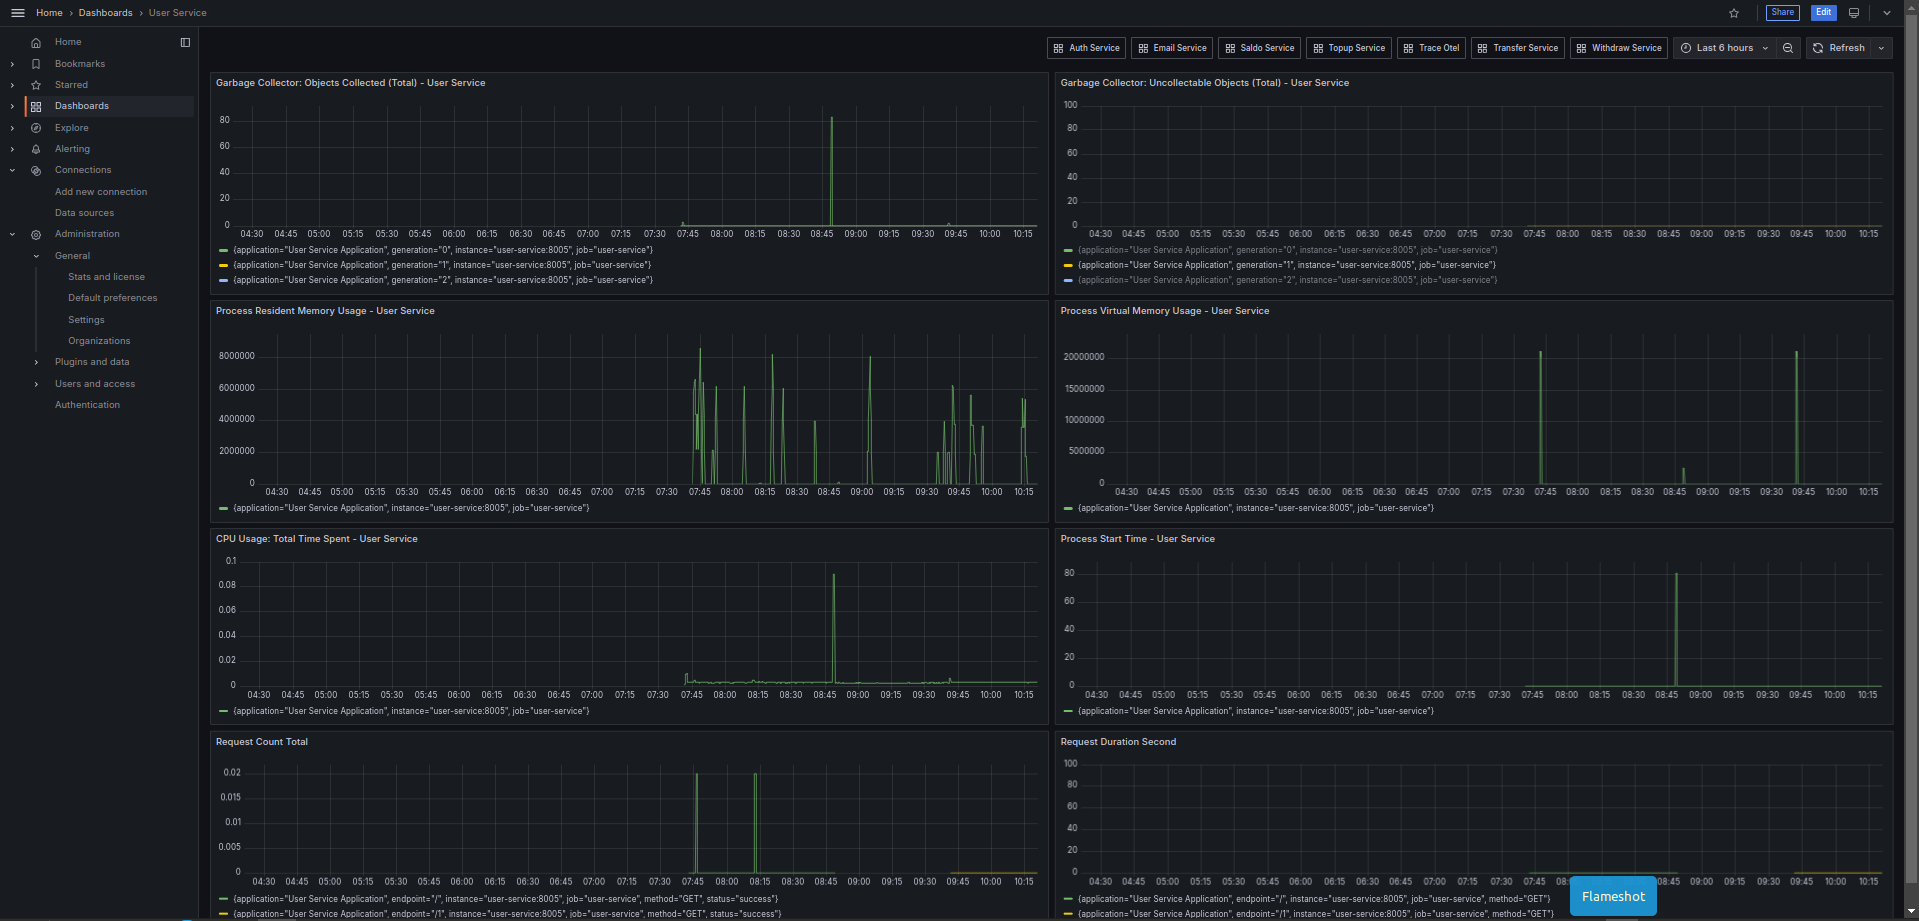 Home › Dashboards › User Service
Share Edit
Home
Bookmarks
Starred
Dashboards
Explore
Alerting
Connections
Add new connection
Data sources
Administration
General
Stats and license
Default preferences
Settings
Organizations
Plugins and data
Users and access
Authentication
Auth Service Email Service Saldo Service Topup Service Trace Otel Transfer Service Withdraw Service Last 6 hours Refresh
Garbage Collector: Objects Collected (Total) - User Service
80
60
40
20
0
04:30 04:45 05:00 05:15 05:30 05:45 06:00 06:15 06:30 06:45 07:00 07:15 07:30 07:45 08:00 08:15 08:30 08:45 09:00 09:15 09:30 09:45 10:00 10:15
{application="User Service Application", generation="0", instance="user-service:8005", job="user-service"}
{application="User Service Application", generation="1", instance="user-service:8005", job="user-service"}
{application="User Service Application", generation="2", instance="user-service:8005", job="user-service"}
Garbage Collector: Uncollectable Objects (Total) - User Service
100
80
60
40
20
0
04:30 04:45 05:00 05:15 05:30 05:45 06:00 06:15 06:30 06:45 07:00 07:15 07:30 07:45 08:00 08:15 08:30 08:45 09:00 09:15 09:30 09:45 10:00 10:15
{application="User Service Application", generation="0", instance="user-service:8005", job="user-service"}
{application="User Service Application", generation="1", instance="user-service:8005", job="user-service"}
{application="User Service Application", generation="2", instance="user-service:8005", job="user-service"}
Process Resident Memory Usage - User Service
8000000
6000000
4000000
2000000
0
04:30 04:45 05:00 05:15 05:30 05:45 06:00 06:15 06:30 06:45 07:00 07:15 07:30 07:45 08:00 08:15 08:30 08:45 09:00 09:15 09:30 09:45 10:00 10:15
{application="User Service Application", instance="user-service:8005", job="user-service"}
Process Virtual Memory Usage - User Service
20000000
15000000
10000000
5000000
0
04:30 04:45 05:00 05:15 05:30 05:45 06:00 06:15 06:30 06:45 07:00 07:15 07:30 07:45 08:00 08:15 08:30 08:45 09:00 09:15 09:30 09:45 10:00 10:15
{application="User Service Application", instance="user-service:8005", job="user-service"}
CPU Usage: Total Time Spent - User Service
0.1
0.08
0.06
0.04
0.02
0
04:30 04:45 05:00 05:15 05:30 05:45 06:00 06:15 06:30 06:45 07:00 07:15 07:30 07:45 08:00 08:15 08:30 08:45 09:00 09:15 09:30 09:45 10:00 10:15
{application="User Service Application", instance="user-service:8005", job="user-service"}
Process Start Time - User Service
80
60
40
20
0
04:30 04:45 05:00 05:15 05:30 05:45 06:00 06:15 06:30 06:45 07:00 07:15 07:30 07:45 08:00 08:15 08:30 08:45 09:00 09:15 09:30 09:45 10:00 10:15
{application="User Service Application", instance="user-service:8005", job="user-service"}
Request Count Total
0.02
0.015
0.01
0.005
0
04:30 04:45 05:00 05:15 05:30 05:45 06:00 06:15 06:30 06:45 07:00 07:15 07:30 07:45 08:00 08:15 08:30 08:45 09:00 09:15 09:30 09:45 10:00 10:15
{application="User Service Application", endpoint="/", instance="user-service:8005", job="user-service", method="GET", status="success"}
{application="User Service Application", endpoint="/1", instance="user-service:8005", job="user-service", method="GET", status="success"}
Request Duration Second
100
80
60
40
20
0
04:30 04:45 05:00 05:15 05:30 05:45 06:00 06:15 06:30 06:45 07:00 07:15 07:30 07:45 08:00 08:15 08:30 08:45 09:00 09:15 09:30 09:45 10:00 10:15
{application="User Service Application", endpoint="/", instance="user-service:8005", job="user-service", method="GET"}
{application="User Service Application", endpoint="/1", instance="user-service:8005", job="user-service", method="GET"}
Flameshot